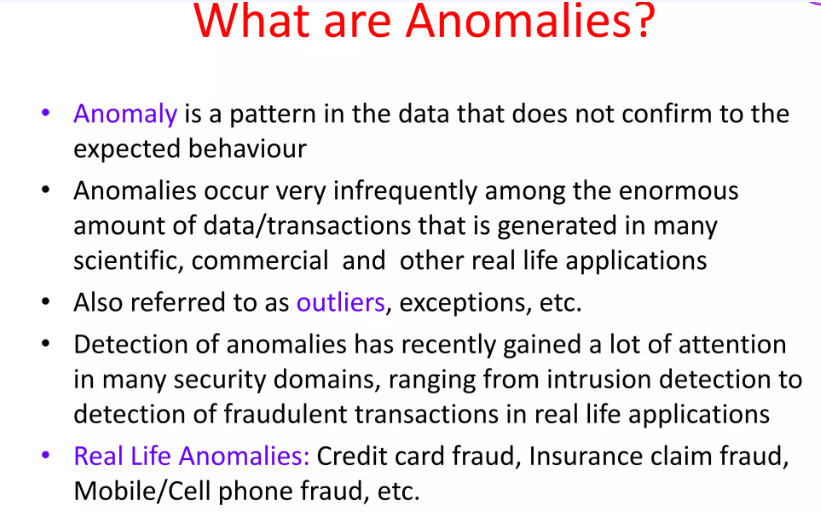 What are Anomalies?
• Anomaly is a pattern in the data that does not confirm to the
expected behaviour
• Anomalies occur very infrequently among the enormous
amount of data/transactions that is generated in many
scientific, commercial and other real life applications
• Also referred to as outliers, exceptions, etc.
• Detection of anomalies has recently gained a lot of attention
in many security domains, ranging from intrusion detection to
detection of fraudulent transactions in real life applications
• Real Life Anomalies: Credit card fraud, Insurance claim fraud,
Mobile/Cell phone fraud, etc.